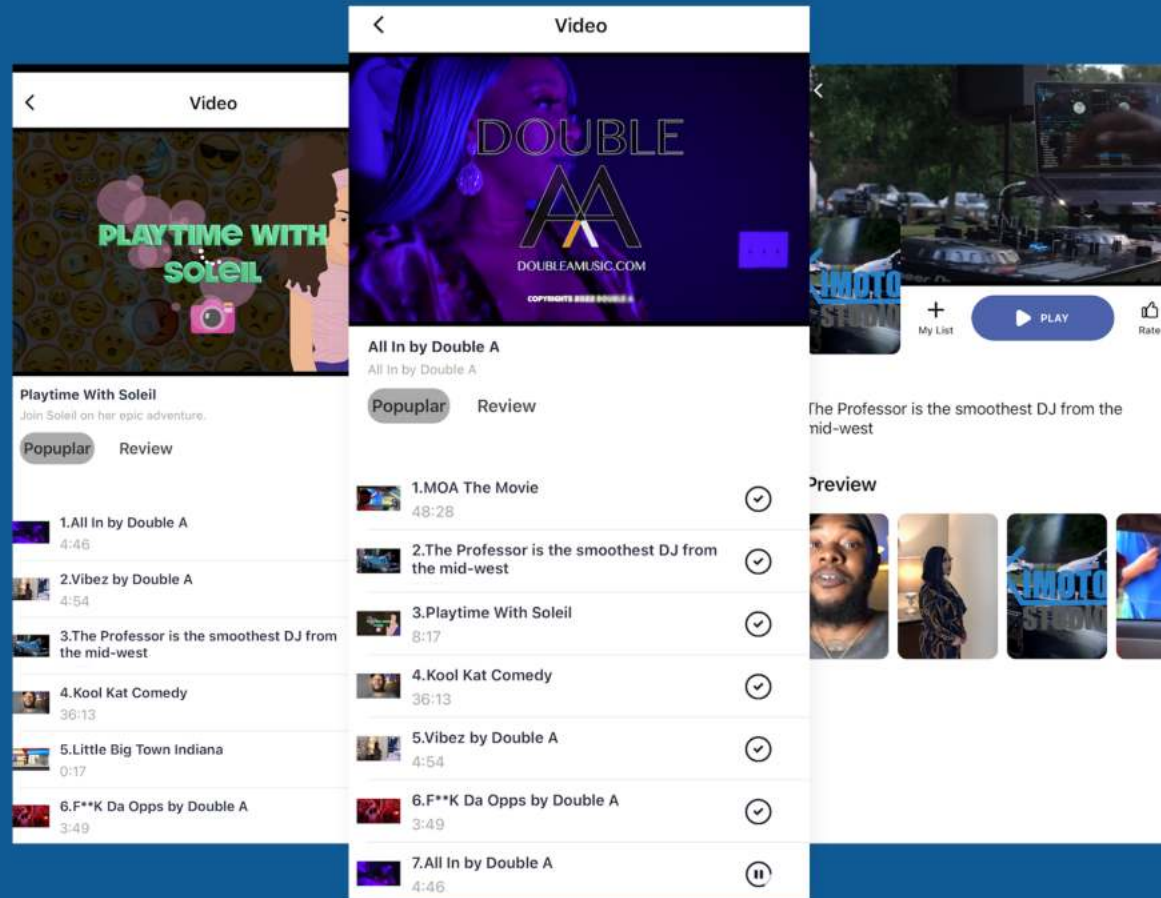 Video
PLAYTIME WITH
SOLEIL
Playtime With Soleil
Join Soleil on her epic adventure.
Popuplar Review
1.All In by Double A
4:46
2.Vibez by Double A
4:54
3.The Professor is the smoothest DJ from
the mid-west
4.Kool Kat Comedy
36:13
5.Little Big Town Indiana
0:17
6.F**K Da Opps by Double A
3:49
Video
DOUBLE
AA
DOUBLEAMUSIC.COM
COPYRIGHTS 2022 DOUBLE A
All In by Double A
All In by Double A
Popuplar Review
1.MOA The Movie
48:28
2.The Professor is the smoothest DJ from
the mid-west
3.Playtime With Soleil
8:17
4.Kool Kat Comedy
36:13
5.Vibez by Double A
4:54
6.F**K Da Opps by Double A
3:49
7.All In by Double A
4:46
IMOTO
STUDIO
My List
PLAY
Rate
The Professor is the smoothest DJ from the
mid-west
Preview
IMOTO
STUDIO